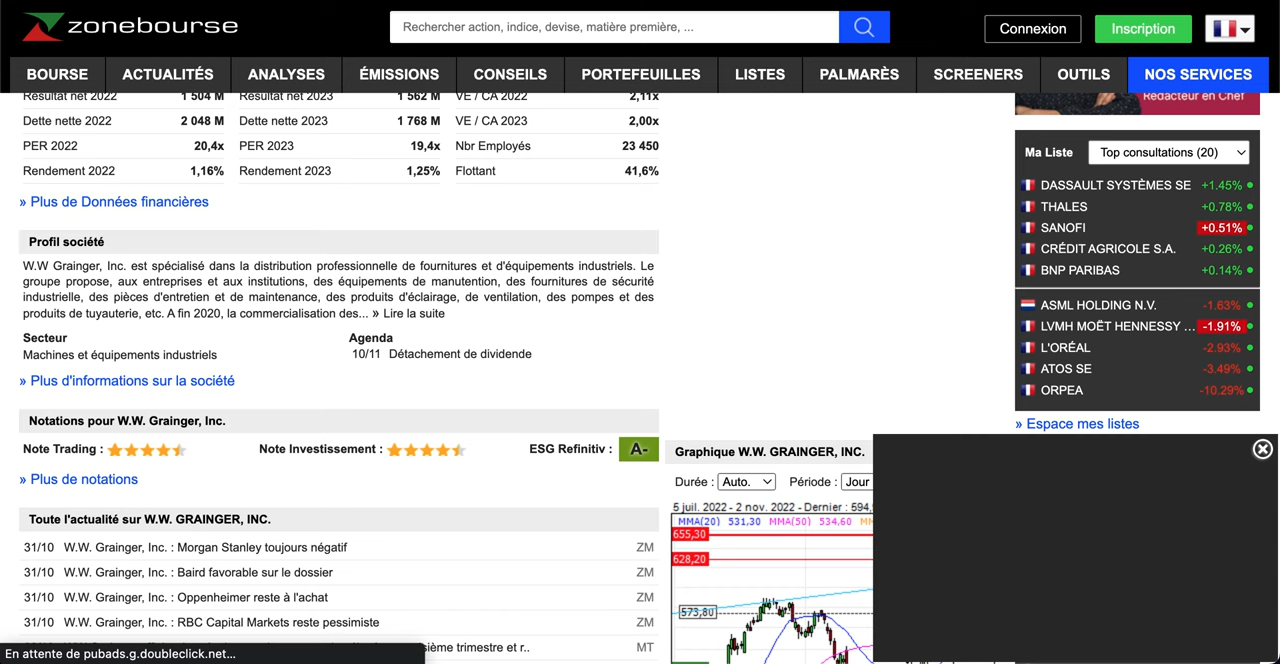 zonebourse
Rechercher action, indice, devise, matière première, ...
Connexion
Inscription
BOURSE ACTUALITÉS ANALYSES ÉMISSIONS CONSEILS PORTEFEUILLES LISTES PALMARÈS SCREENERS OUTILS NOS SERVICES
Résultat net 2022 1 504 M Résultat net 2023 1 562 M VE / CA 2022 2,11x
Dette nette 2022 2 048 M Dette nette 2023 1 768 M VE / CA 2023 2,00x
PER 2022 20,4x PER 2023 19,4x Nbr Employés 23 450
Rendement 2022 1,16% Rendement 2023 1,25% Flottant 41,6%
» Plus de Données financières
Profil société
W.W Grainger, Inc. est spécialisé dans la distribution professionnelle de fournitures et d'équipements industriels. Le
groupe propose, aux entreprises et aux institutions, des équipements de manutention, des fournitures de sécurité
industrielle, des pièces d'entretien et de maintenance, des produits d'éclairage, de ventilation, des pompes et des
produits de tuyauterie, etc. A fin 2020, la commercialisation des... » Lire la suite
Secteur
Machines et équipements industriels
Agenda
10/11 Détachement de dividende
» Plus d'informations sur la société
Notations pour W.W. Grainger, Inc.
Note Trading :
Note Investissement :
ESG Refinitiv : A-
» Plus de notations
Toute l'actualité sur W.W. GRAINGER, INC.
31/10 W.W. Grainger, Inc. : Morgan Stanley toujours négatif ZM
31/10 W.W. Grainger, Inc. : Baird favorable sur le dossier ZM
31/10 W.W. Grainger, Inc. : Oppenheimer reste à l'achat ZM
31/10 W.W. Grainger, Inc. : RBC Capital Markets reste pessimiste ZM
sième trimestre et r.. MT
En attente de pubads.g.doubleclick.net...
Graphique W.W. GRAINGER, INC.
Durée : Auto. Période : Jour
5 juil. 2022 - 2 nov. 2022 - Dernier : 594,
MMA(20) 531,30 MMA(50) 534,60
655,30
628,20
573,80
Rédacteur en Chef
Ma Liste Top consultations (20)
DASSAULT SYSTÈMES SE +1.45%
THALES +0.78%
SANOFI +0.51%
CRÉDIT AGRICOLE S.A. +0.26%
BNP PARIBAS +0.14%
ASML HOLDING N.V. -1.63%
LVMH MOËT HENNESSY ... -1.91%
L'ORÉAL -2.93%
ATOS SE -3.49%
ORPEA -10.29%
» Espace mes listes